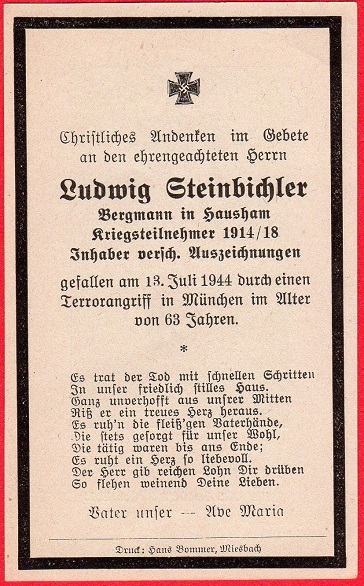 Christliches Andenken im Gebete
an den ehrengeachteten Herrn
Ludwig Steinbichler
Bergmann in Hausham
Kriegsteilnehmer 1914/18
Inhaber versch. Auszeichnungen
gefallen am 13. Juli 1944 durch einen
Terrorangriff in München im Alter
von 63 Jahren.
*
Es trat der Tod mit schnellen Schritten
In unser friedlich stilles Haus.
Ganz unverhofft aus unsrer Mitten
Riß er ein treues Herz heraus.
Es ruh'n die fleiß'gen Vaterhände,
Die stets gesorgt für unser Wohl,
Die tätig waren bis ans Ende;
Es ruht ein Herz so liebevoll.
Der Herr gib reichen Lohn Dir drüben
So flehen weinend Deine Lieben.
Vater unser — Ave Maria
Druck: Hans Bommer, Miesbach